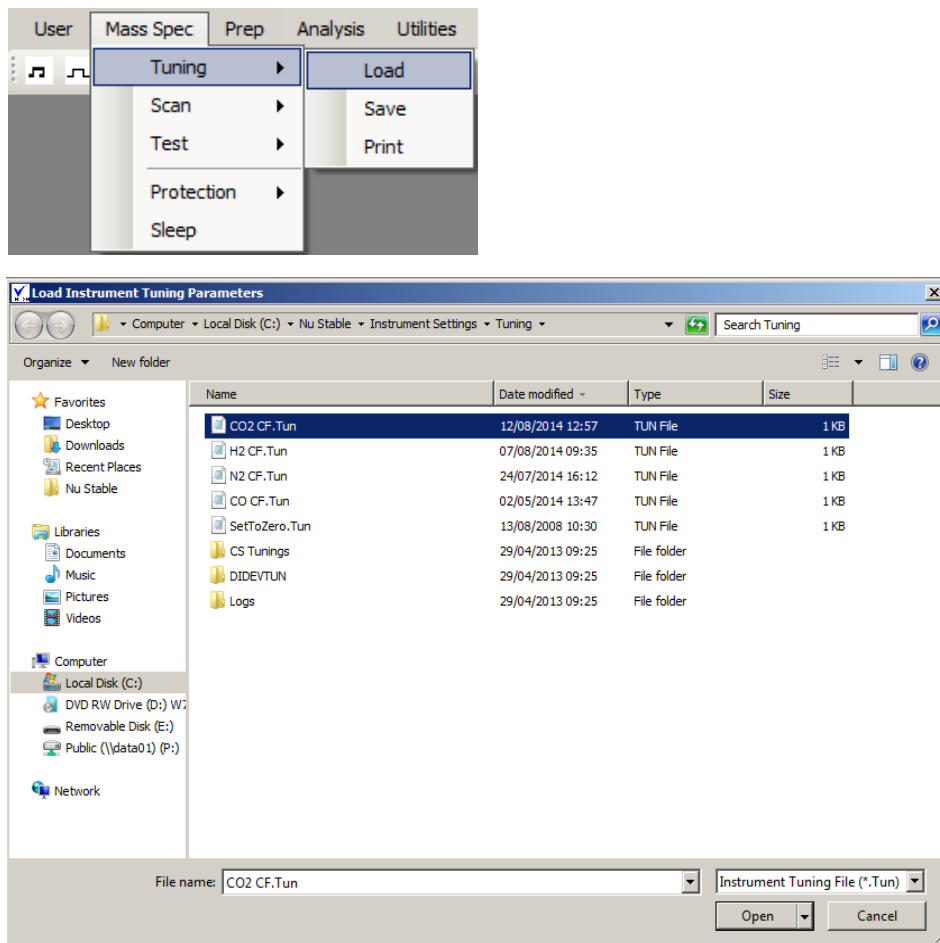 User Mass Spec Prep Analysis Utilities
Tuning Load
Scan Save
Test Print
Protection
Sleep
Load Instrument Tuning Parameters
Computer Local Disk (C:) Nu Stable Instrument Settings Tuning Search Tuning
Organize New folder
Favorites
Desktop
Downloads
Recent Places
Nu Stable
Libraries
Documents
Music
Pictures
Videos
Computer
Local Disk (C:)
DVD RW Drive (D:) W7
Removable Disk (E:)
Public (\\data01) (P:)
Network
Name Date modified Type Size
CO2 CF.Tun 12/08/2014 12:57 TUN File 1 KB
H2 CF.Tun 07/08/2014 09:35 TUN File 1 KB
N2 CF.Tun 24/07/2014 16:12 TUN File 1 KB
CO CF.Tun 02/05/2014 13:47 TUN File 1 KB
SetToZero.Tun 13/08/2008 10:30 TUN File 1 KB
CS Tunings 29/04/2013 09:25 File folder
DIDEVTUN 29/04/2013 09:25 File folder
Logs 29/04/2013 09:25 File folder
File name: CO2 CF.Tun Instrument Tuning File (*.Tun)
Open Cancel